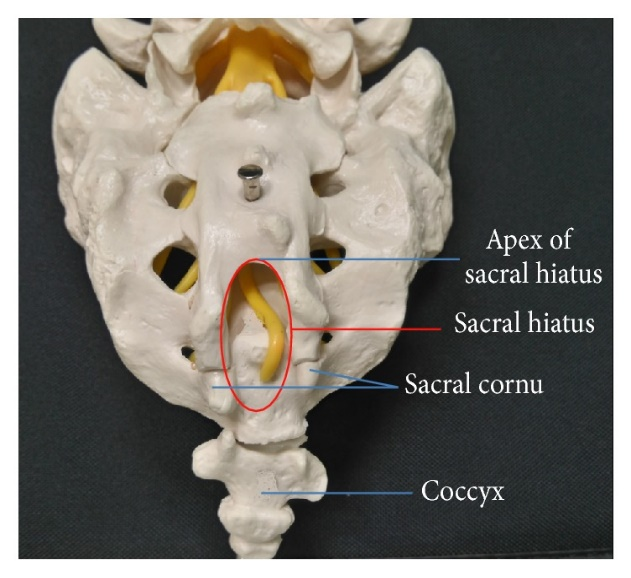 Apex of
sacral hiatus
Sacral hiatus
Sacral cornu
Coccyx